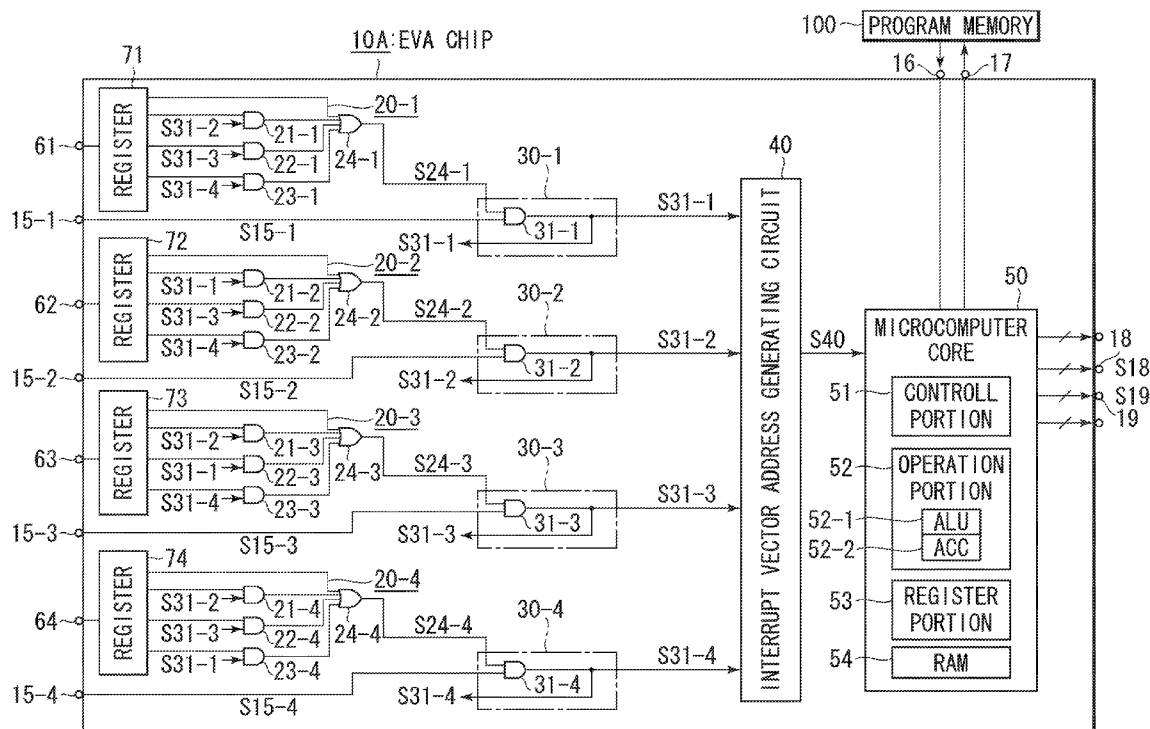 100 PROGRAM MEMORY
10A:EVA CHIP
16 17
71
REGISTER
61
20-1
S31-2 21-1
S31-3 22-1
S31-4 23-1
24-1
S24-1
30-1
15-1
S15-1
31-1
S31-1
S31-1
72
REGISTER
62
20-2
S31-1 21-2
S31-3 22-2
S31-4 23-2
24-2
S24-2
30-2
15-2
S15-2
31-2
S31-2
S31-2
73
REGISTER
63
20-3
S31-2 21-3
S31-1 22-3
S31-4 23-3
24-3
S24-3
30-3
15-3
S15-3
31-3
S31-3
S31-3
74
REGISTER
64
20-4
S31-2 21-4
S31-3 22-4
S31-1 23-4
24-4
S24-4
30-4
15-4
S15-4
31-4
S31-4
S31-4
40
INTERRUPT VECTOR ADDRESS GENERATING CIRCUIT
S40
50
MICROCOMPUTER
CORE
51
CONTROLL
PORTION
52
OPERATION
PORTION
52-1 ALU
52-2 ACC
53
REGISTER
PORTION
54 RAM
18
S18
S19
19